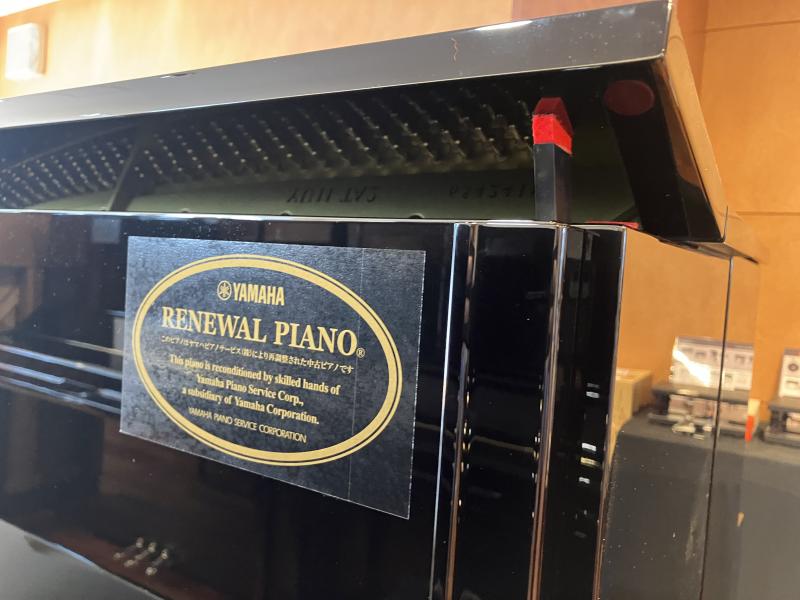 YAMAHA
RENEWAL PIANO®
このピアノはヤマハピアノサービス(株)により再調整された中古ピアノです
This piano is reconditioned by skilled hands of
Yamaha Piano Service Corp.,
a subsidiary of Yamaha Corporation.
YAMAHA PIANO SERVICE CORPORATION